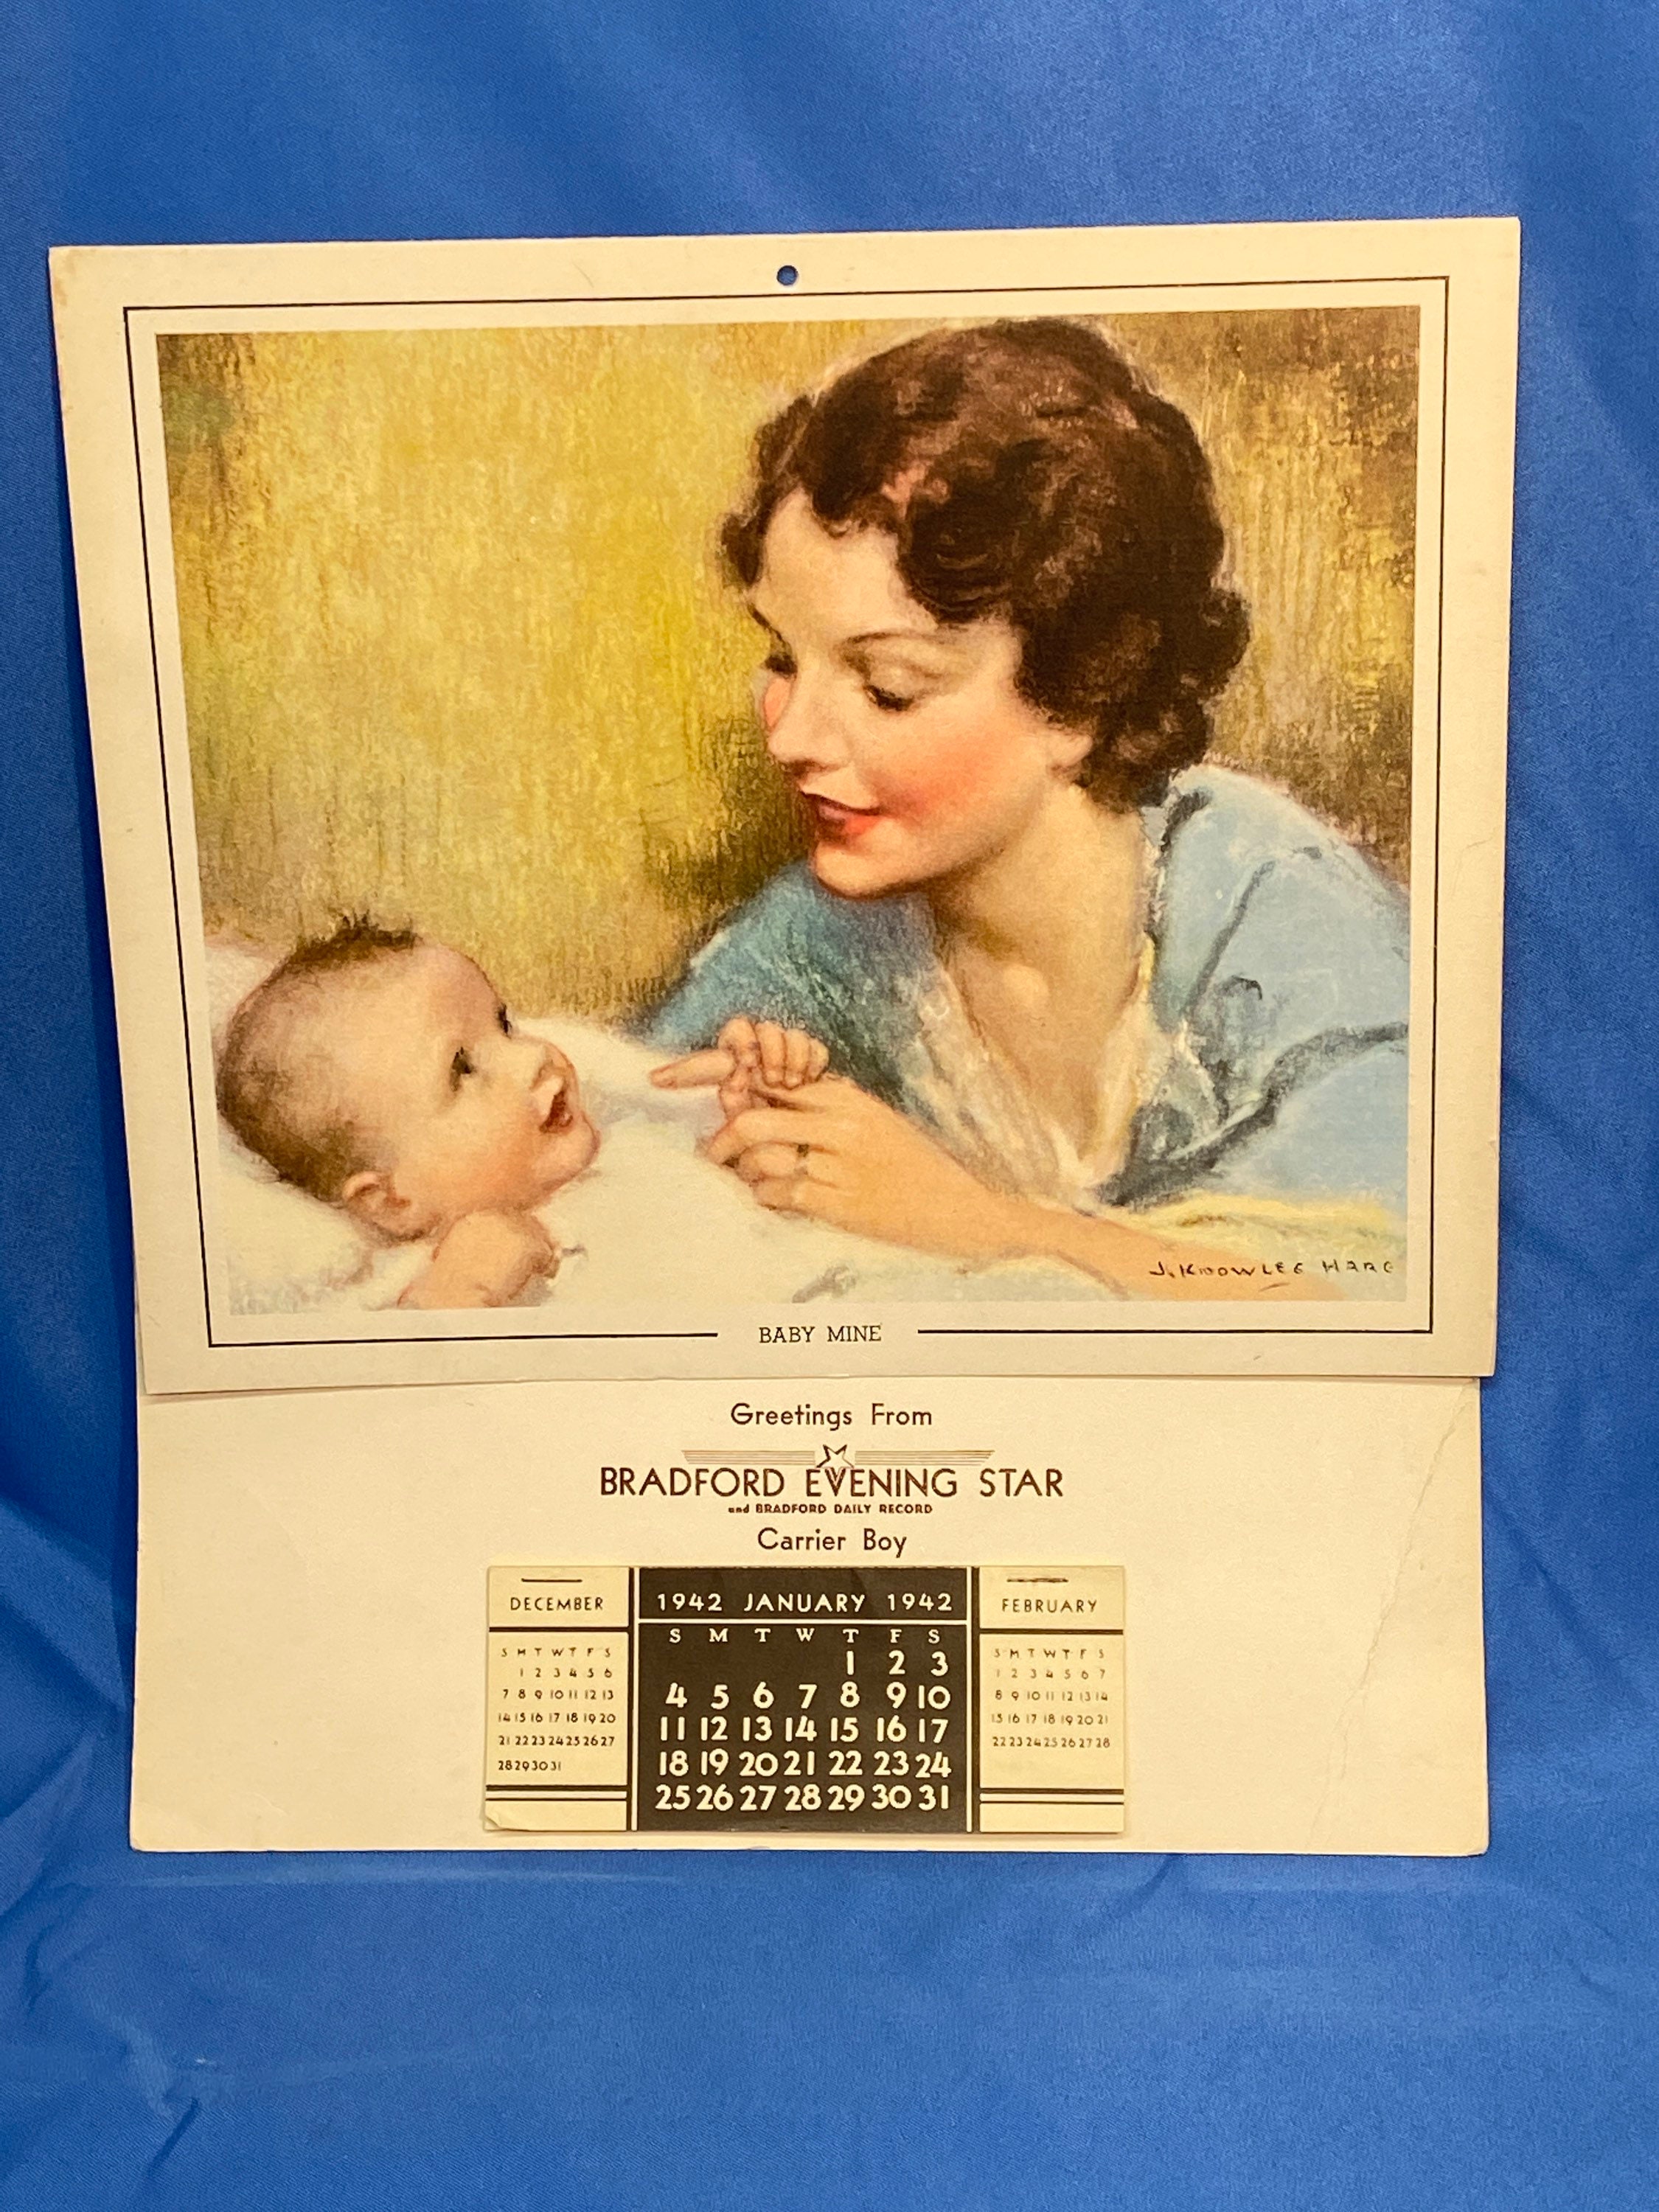 J. KNOWLES HARE
BABY MINE
Greetings From
BRADFORD EVENING STAR
and BRADFORD DAILY RECORD
Carrier Boy
DECEMBER
S M T W T F S
1 2 3 4 5 6
7 8 9 10 11 12 13
14 15 16 17 18 19 20
21 22 23 24 25 26 27
28 29 30 31
1942 JANUARY 1942
S M T W T F S
1 2 3
4 5 6 7 8 9 10
11 12 13 14 15 16 17
18 19 20 21 22 23 24
25 26 27 28 29 30 31
FEBRUARY
S M T W T F S
1 2 3 4 5 6 7
8 9 10 11 12 13 14
15 16 17 18 19 20 21
22 23 24 25 26 27 28